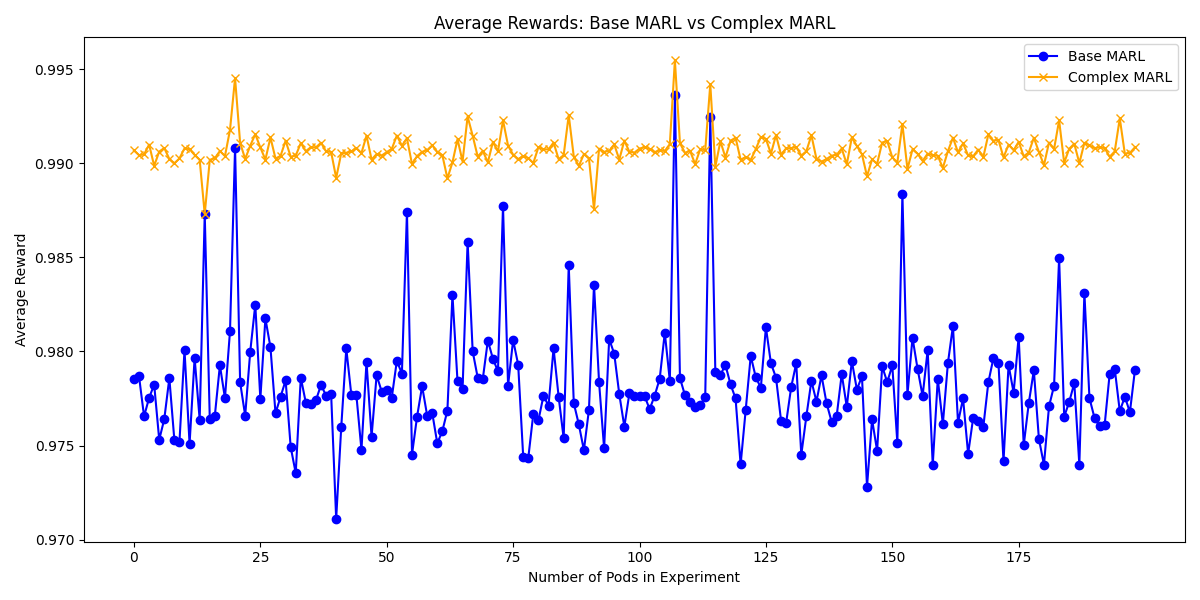 Average Rewards: Base MARL vs Complex MARL
Base MARL
Complex MARL
Average Reward
0.995
0.990
0.985
0.980
0.975
0.970
0 25 50 75 100 125 150 175
Number of Pods in Experiment